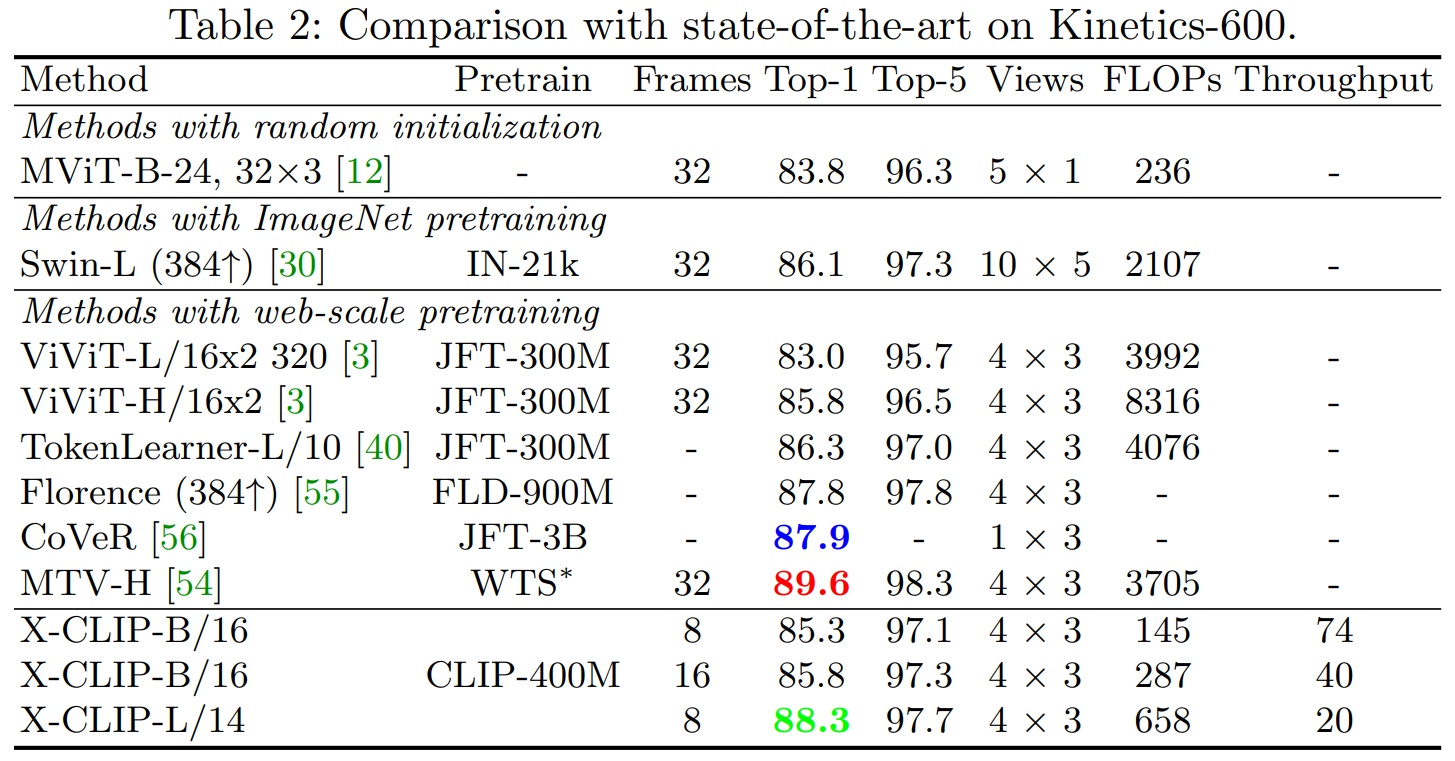 Table 2: Comparison with state-of-the-art on Kinetics-600.
Method Pretrain Frames Top-1 Top-5 Views FLOPs Throughput
Methods with random initialization
MViT-B-24, 32×3 [12] - 32 83.8 96.3 5 × 1 236 -
Methods with ImageNet pretraining
Swin-L (384↑) [30] IN-21k 32 86.1 97.3 10 × 5 2107 -
Methods with web-scale pretraining
ViViT-L/16x2 320 [3] JFT-300M 32 83.0 95.7 4 × 3 3992 -
ViViT-H/16x2 [3] JFT-300M 32 85.8 96.5 4 × 3 8316 -
TokenLearner-L/10 [40] JFT-300M - 86.3 97.0 4 × 3 4076 -
Florence (384↑) [55] FLD-900M - 87.8 97.8 4 × 3 - -
CoVeR [56] JFT-3B - 87.9 - 1 × 3 - -
MTV-H [54] WTS* 32 89.6 98.3 4 × 3 3705 -
X-CLIP-B/16 8 85.3 97.1 4 × 3 145 74
X-CLIP-B/16 CLIP-400M 16 85.8 97.3 4 × 3 287 40
X-CLIP-L/14 8 88.3 97.7 4 × 3 658 20